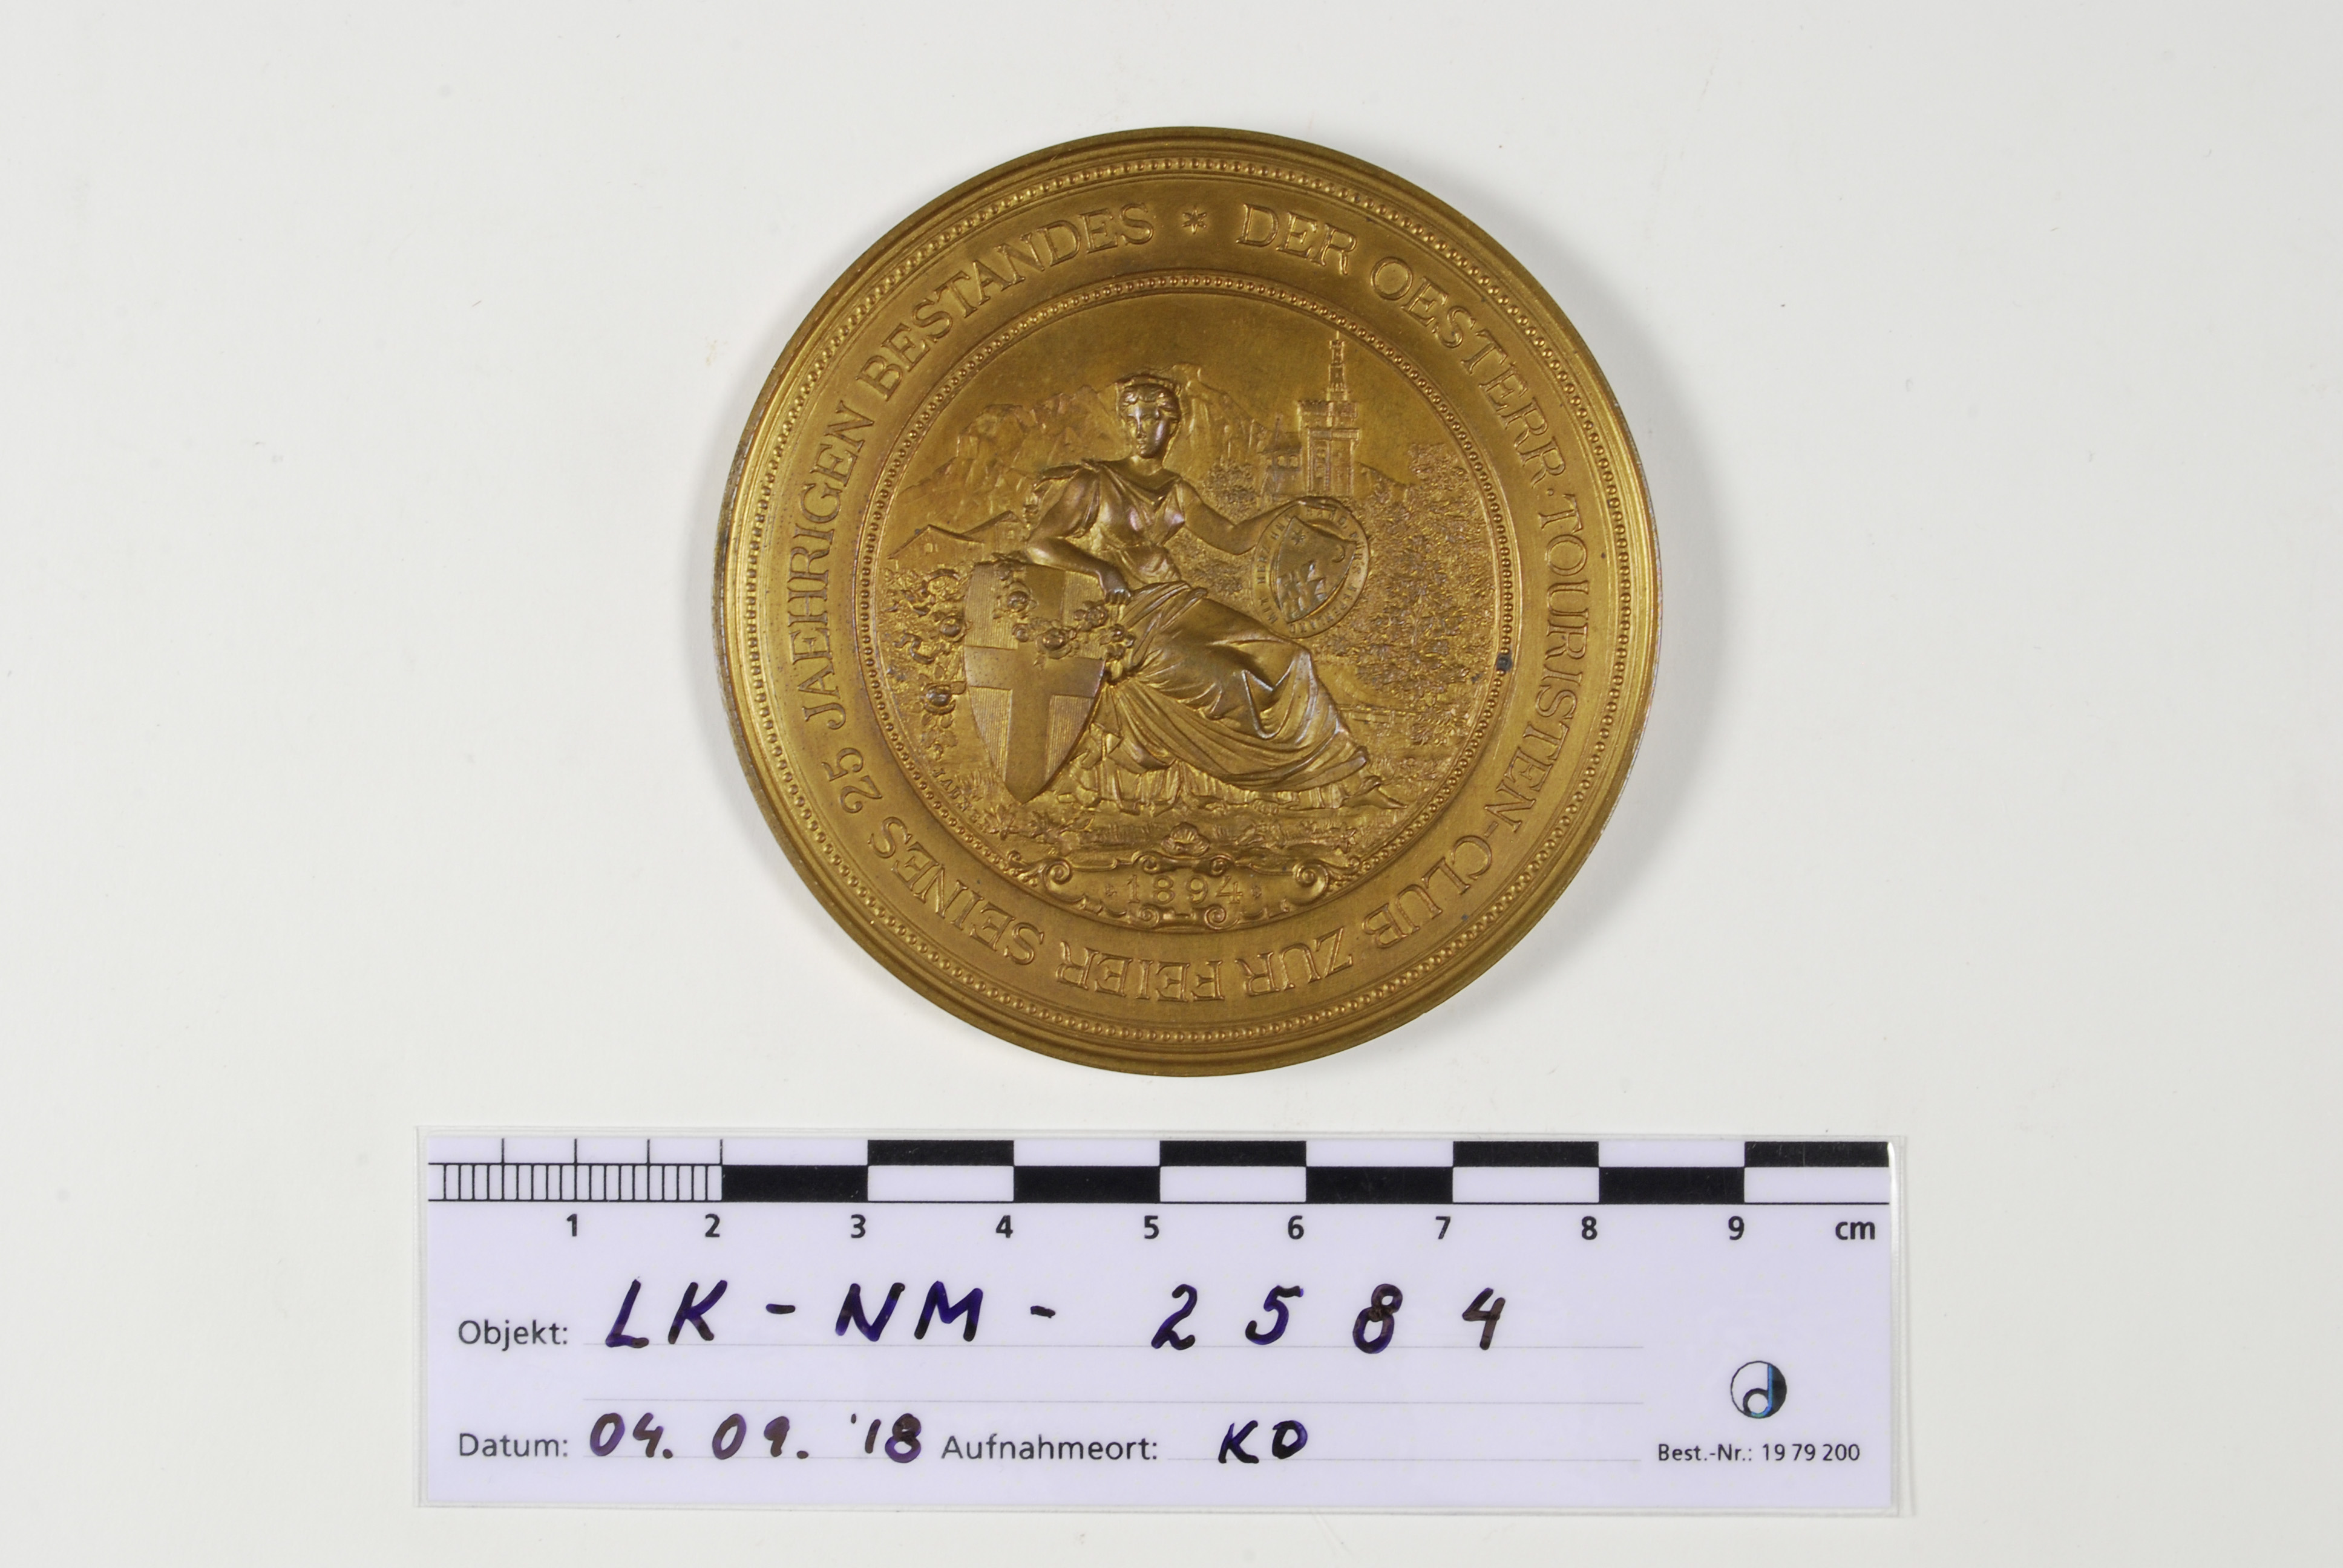 DER OESTERR·TOURISTEN-CLUB ZUR FEIER SEINES 25 JAEHRIGEN BESTANDES *
1894
1 2 3 4 5 6 7 8 9 cm
Objekt: LK-NM-2584
Datum: 04. 09. '18 Aufnahmeort: KO
Best.-Nr.: 19 79 200